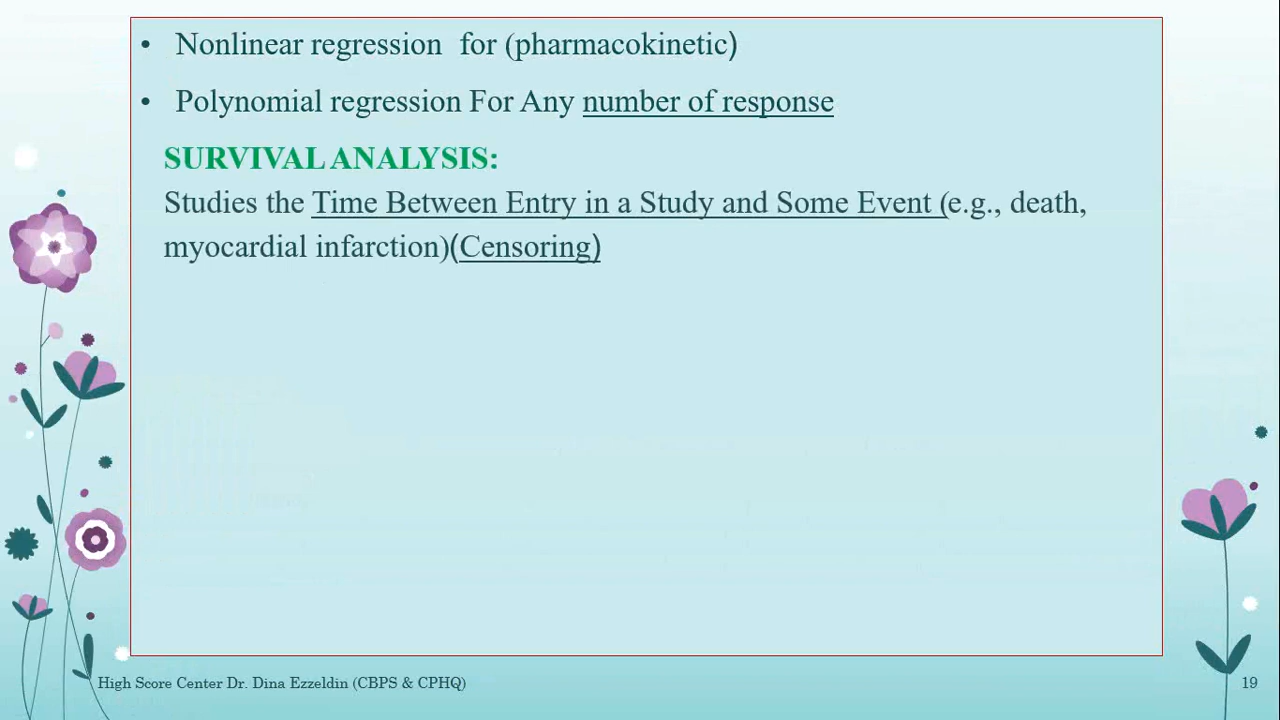 • Nonlinear regression  for (pharmacokinetic)
• Polynomial regression For Any number of response
SURVIVAL ANALYSIS:
Studies the Time Between Entry in a Study and Some Event (e.g., death,
myocardial infarction)(Censoring)
High Score Center Dr. Dina Ezzeldin (CBPS & CPHQ)
19